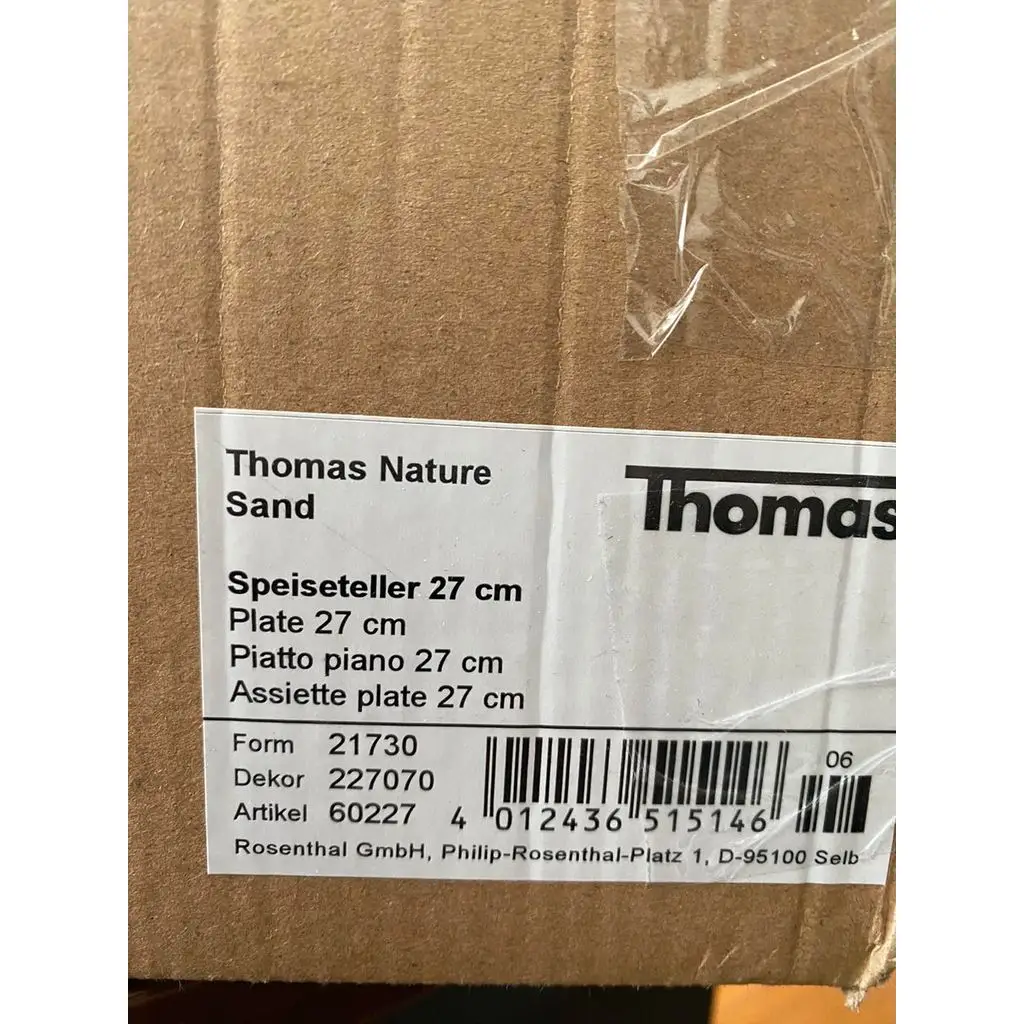 Thomas Nature
Sand
Thomas
Speiseteller 27 cm
Plate 27 cm
Piatto piano 27 cm
Assiette plate 27 cm
Form 21730
Dekor 227070
Artikel 60227
4 012436 515146
06
Rosenthal GmbH, Philip-Rosenthal-Platz 1, D-95100 Selb